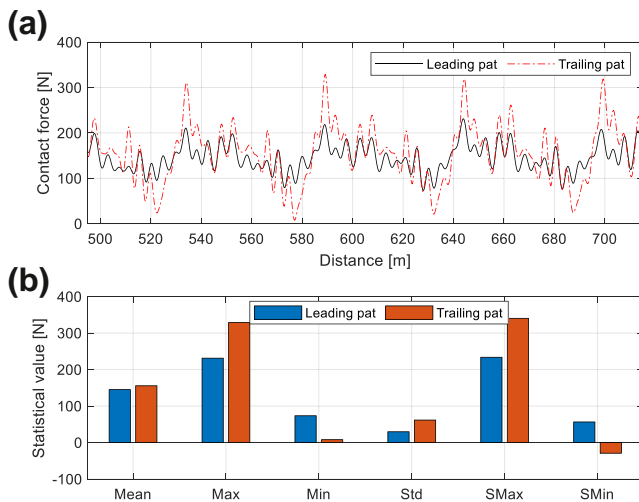 (a)
400
300
200
100
0
Contact force [N]
Leading pat
Trailing pat
500
520
540
560
580
600
620
640
660
680
700
Distance [m]
(b)
400
300
200
100
0
-100
Statistical value [N]
Leading pat
Trailing pat
Mean
Max
Min
Std
SMax
SMin